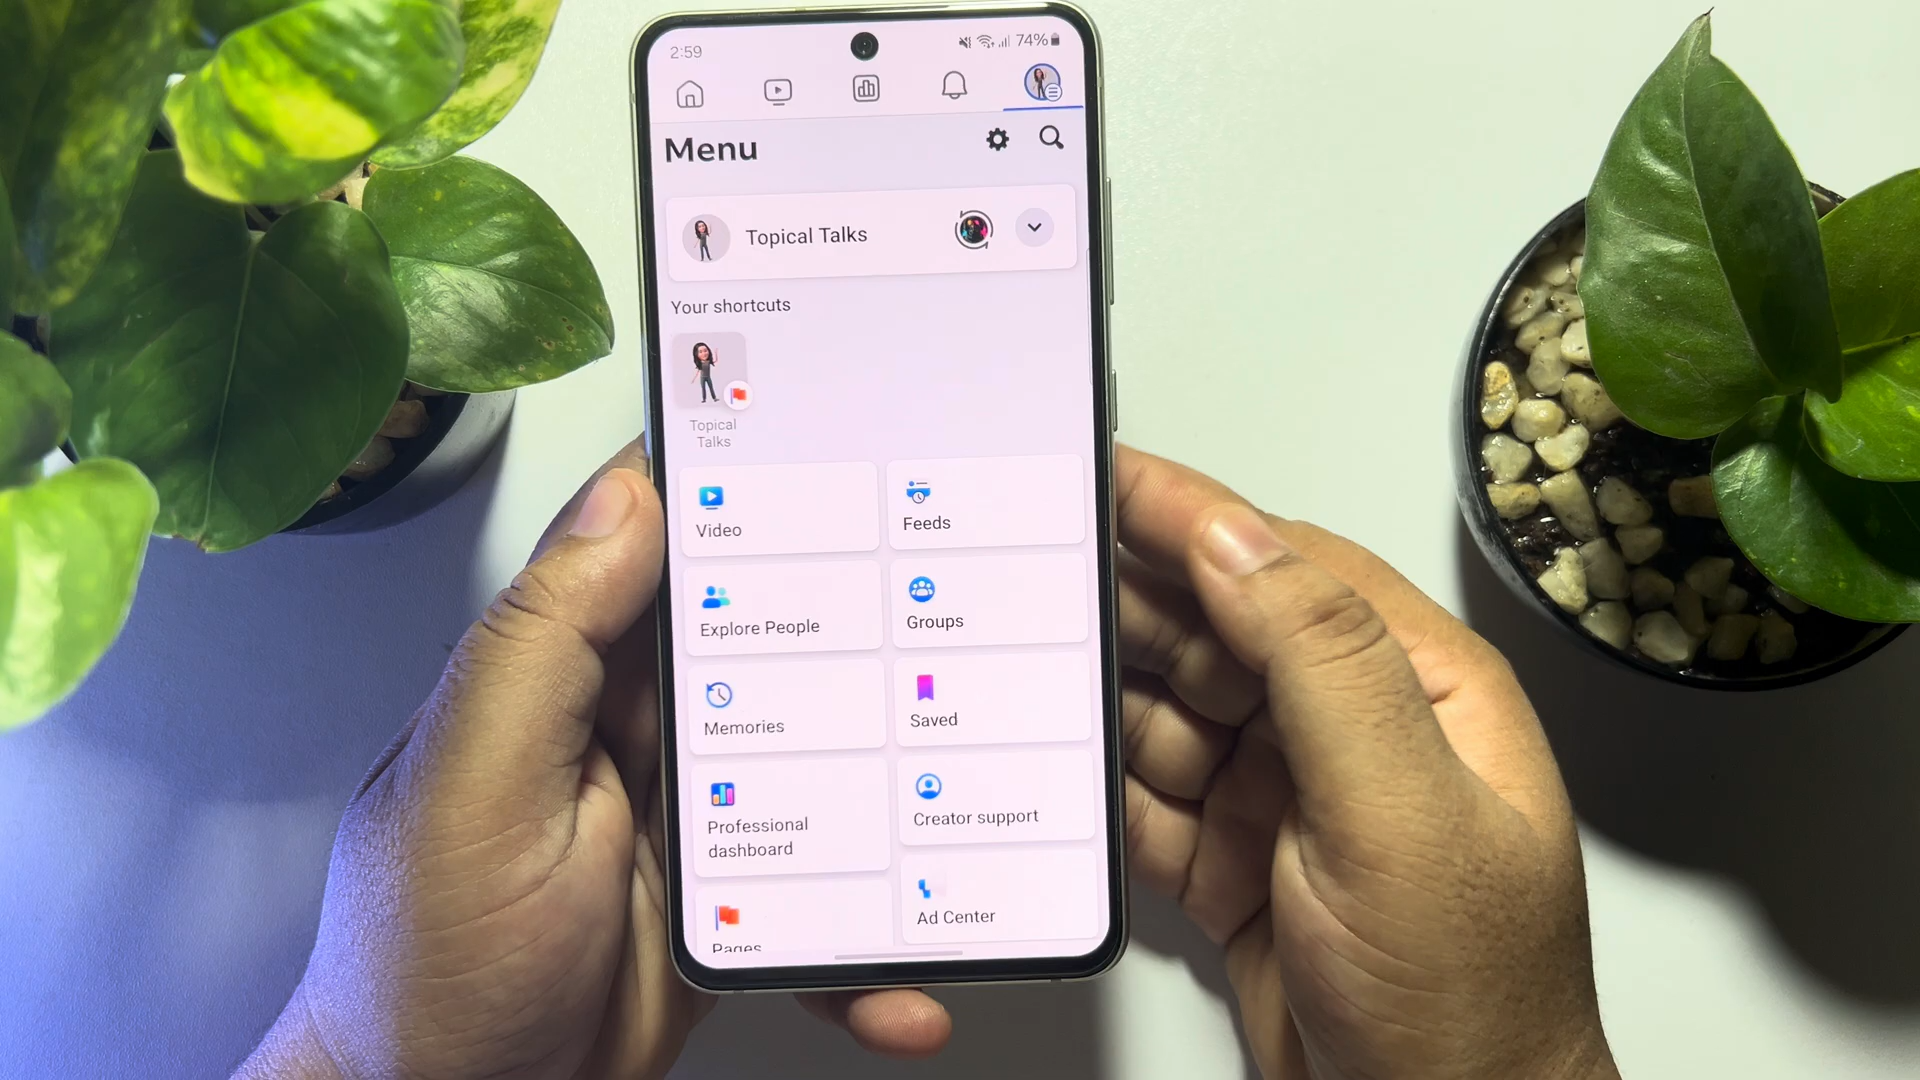 2:59
74%
Menu
Topical Talks
Your shortcuts
Topical
Talks
Video
Feeds
Explore People
Groups
Memories
Saved
Professional
dashboard
Creator support
Pages
Ad Center